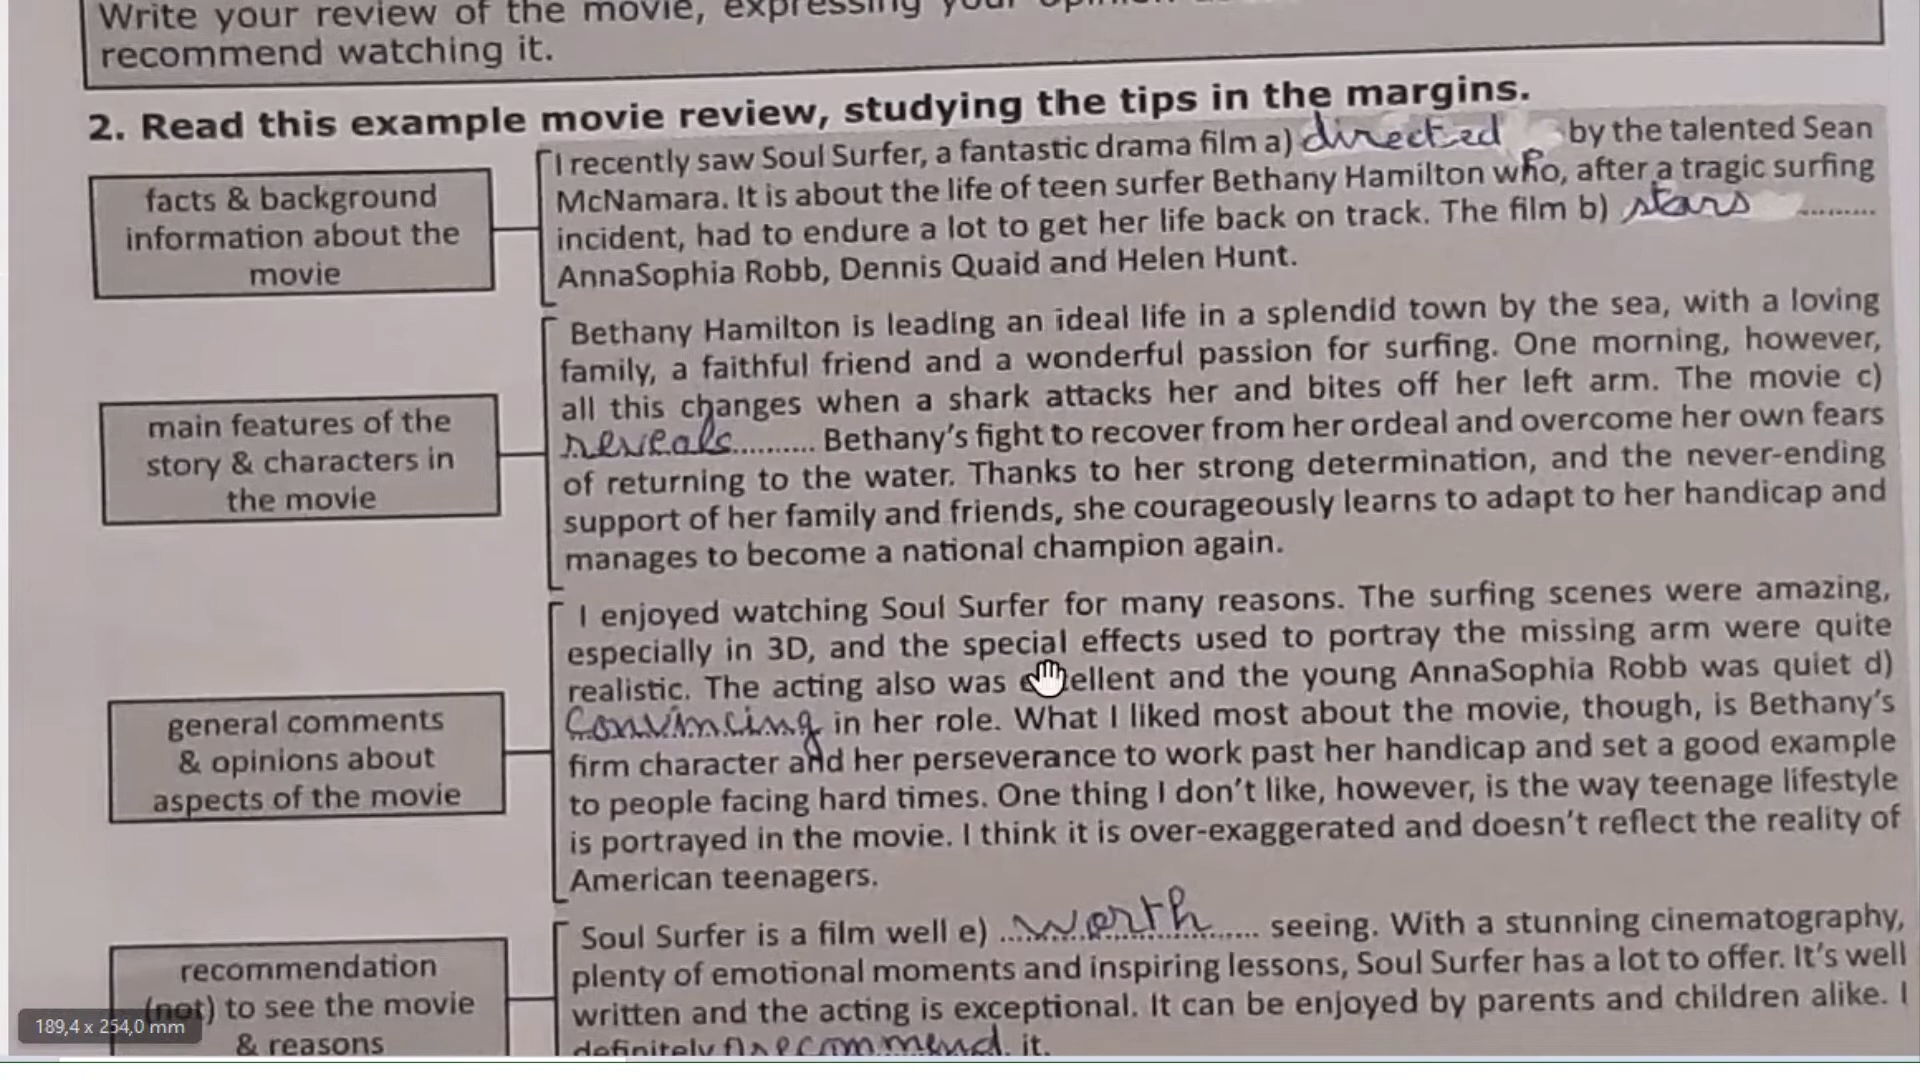 Write your review of the movie, expressing your opinion
recommend watching it.
2. Read this example movie review, studying the tips in the margins.
facts & background
information about the
movie
I recently saw Soul Surfer, a fantastic drama film a) directed by the talented Sean
McNamara. It is about the life of teen surfer Bethany Hamilton who, after a tragic surfing
incident, had to endure a lot to get her life back on track. The film b) stars ..........
AnnaSophia Robb, Dennis Quaid and Helen Hunt.
main features of the
story & characters in
the movie
Bethany Hamilton is leading an ideal life in a splendid town by the sea, with a loving
family, a faithful friend and a wonderful passion for surfing. One morning, however,
all this changes when a shark attacks her and bites off her left arm. The movie c)
reveals.......... Bethany's fight to recover from her ordeal and overcome her own fears
of returning to the water. Thanks to her strong determination, and the never-ending
support of her family and friends, she courageously learns to adapt to her handicap and
manages to become a national champion again.
general comments
& opinions about
aspects of the movie
I enjoyed watching Soul Surfer for many reasons. The surfing scenes were amazing,
especially in 3D, and the special effects used to portray the missing arm were quite
realistic. The acting also was excellent and the young AnnaSophia Robb was quiet d)
Convincing in her role. What I liked most about the movie, though, is Bethany's
firm character and her perseverance to work past her handicap and set a good example
to people facing hard times. One thing I don't like, however, is the way teenage lifestyle
is portrayed in the movie. I think it is over-exaggerated and doesn't reflect the reality of
American teenagers.
recommendation
(not) to see the movie
& reasons
Soul Surfer is a film well e) ...worth...... seeing. With a stunning cinematography,
plenty of emotional moments and inspiring lessons, Soul Surfer has a lot to offer. It's well
written and the acting is exceptional. It can be enjoyed by parents and children alike. I
definitely f) recommend. it.
189,4 x 254,0 mm